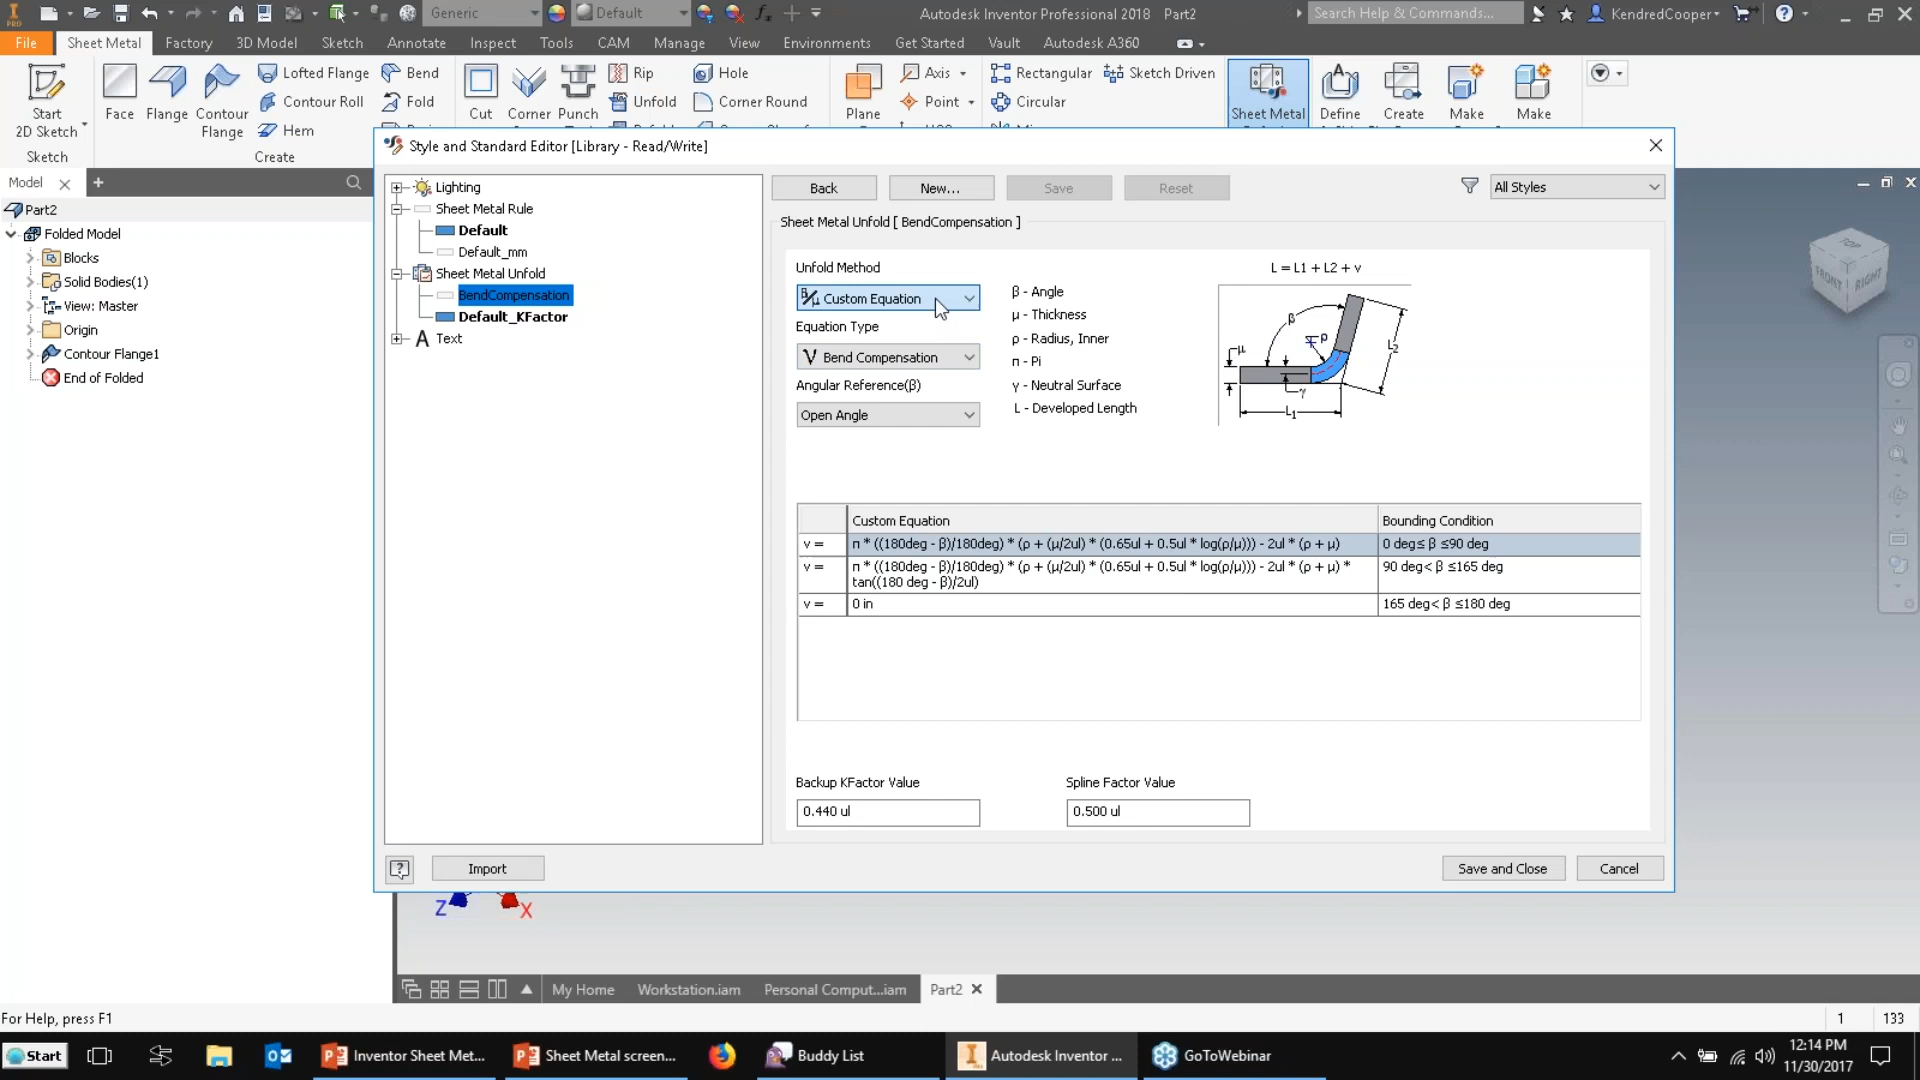 PRO
Generic
Default
fx
Autodesk Inventor Professional 2018 Part2
Search Help & Commands...
KendredCooper
File
Sheet Metal
Factory
3D Model
Sketch
Annotate
Inspect
Tools
CAM
Manage
View
Environments
Get Started
Vault
Autodesk A360
Start
2D Sketch
Sketch
Face
Flange
Contour
Flange
Lofted Flange
Contour Roll
Hem
Bend
Fold
Create
Cut
Corner
Punch
Rip
Unfold
Hole
Corner Round
Plane
Axis
Point
Rectangular
Circular
Sketch Driven
Sheet Metal
Define
Create
Make
Make
Model
Part2
Folded Model
Blocks
Solid Bodies(1)
View: Master
Origin
Contour Flange1
End of Folded
Style and Standard Editor [Library - Read/Write]
Lighting
Sheet Metal Rule
Default
Default_mm
Sheet Metal Unfold
BendCompensation
Default_KFactor
A Text
Back
New...
Save
Reset
All Styles
Sheet Metal Unfold [ BendCompensation ]
Unfold Method
Custom Equation
Equation Type
Bend Compensation
Angular Reference(β)
Open Angle
β - Angle
μ - Thickness
ρ - Radius, Inner
π - Pi
γ - Neutral Surface
L - Developed Length
L = L1 + L2 + v
β
ρ
μ
γ
L1
L2
Custom Equation
Bounding Condition
v = π * ((180deg - β)/180deg) * (ρ + (μ/2ul) * (0.65ul + 0.5ul * log(ρ/μ))) - 2ul * (ρ + μ) 0 deg≤ β ≤90 deg
v = π * ((180deg - β)/180deg) * (ρ + (μ/2ul) * (0.65ul + 0.5ul * log(ρ/μ))) - 2ul * (ρ + μ) * 90 deg< β ≤165 deg
tan((180 deg - β)/2ul)
v = 0 in 165 deg< β ≤180 deg
Backup KFactor Value
0.440 ul
Spline Factor Value
0.500 ul
Import
Save and Close
Cancel
TOP
FRONT
RIGHT
Z
X
My Home
Workstation.iam
Personal Comput...iam
Part2
For Help, press F1
1
133
Start
Inventor Sheet Met...
Sheet Metal screen...
Buddy List
Autodesk Inventor ...
GoToWebinar
12:14 PM
11/30/2017